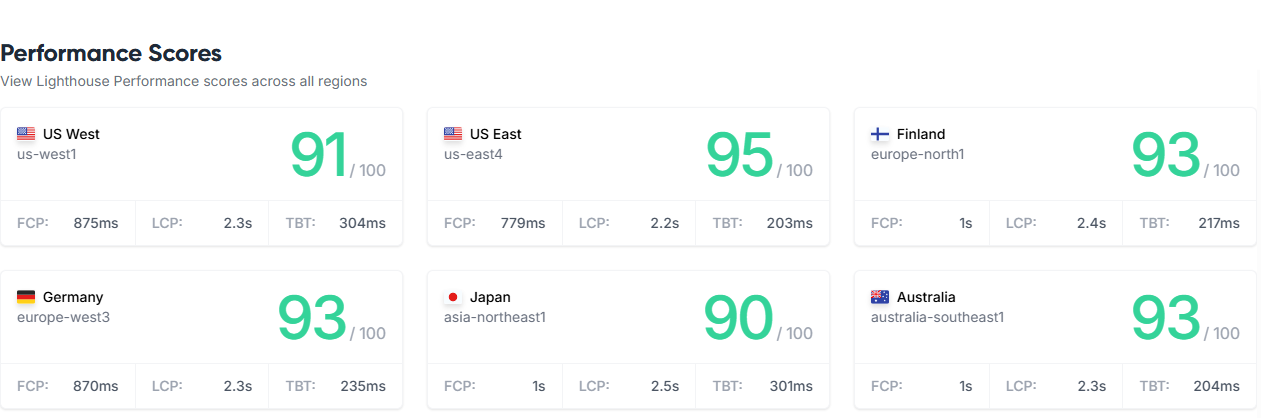 Performance Scores
View Lighthouse Performance scores across all regions
US West
us-west1
91 / 100
FCP: 875ms LCP: 2.3s TBT: 304ms
US East
us-east4
95 / 100
FCP: 779ms LCP: 2.2s TBT: 203ms
Finland
europe-north1
93 / 100
FCP: 1s LCP: 2.4s TBT: 217ms
Germany
europe-west3
93 / 100
FCP: 870ms LCP: 2.3s TBT: 235ms
Japan
asia-northeast1
90 / 100
FCP: 1s LCP: 2.5s TBT: 301ms
Australia
australia-southeast1
93 / 100
FCP: 1s LCP: 2.3s TBT: 204ms